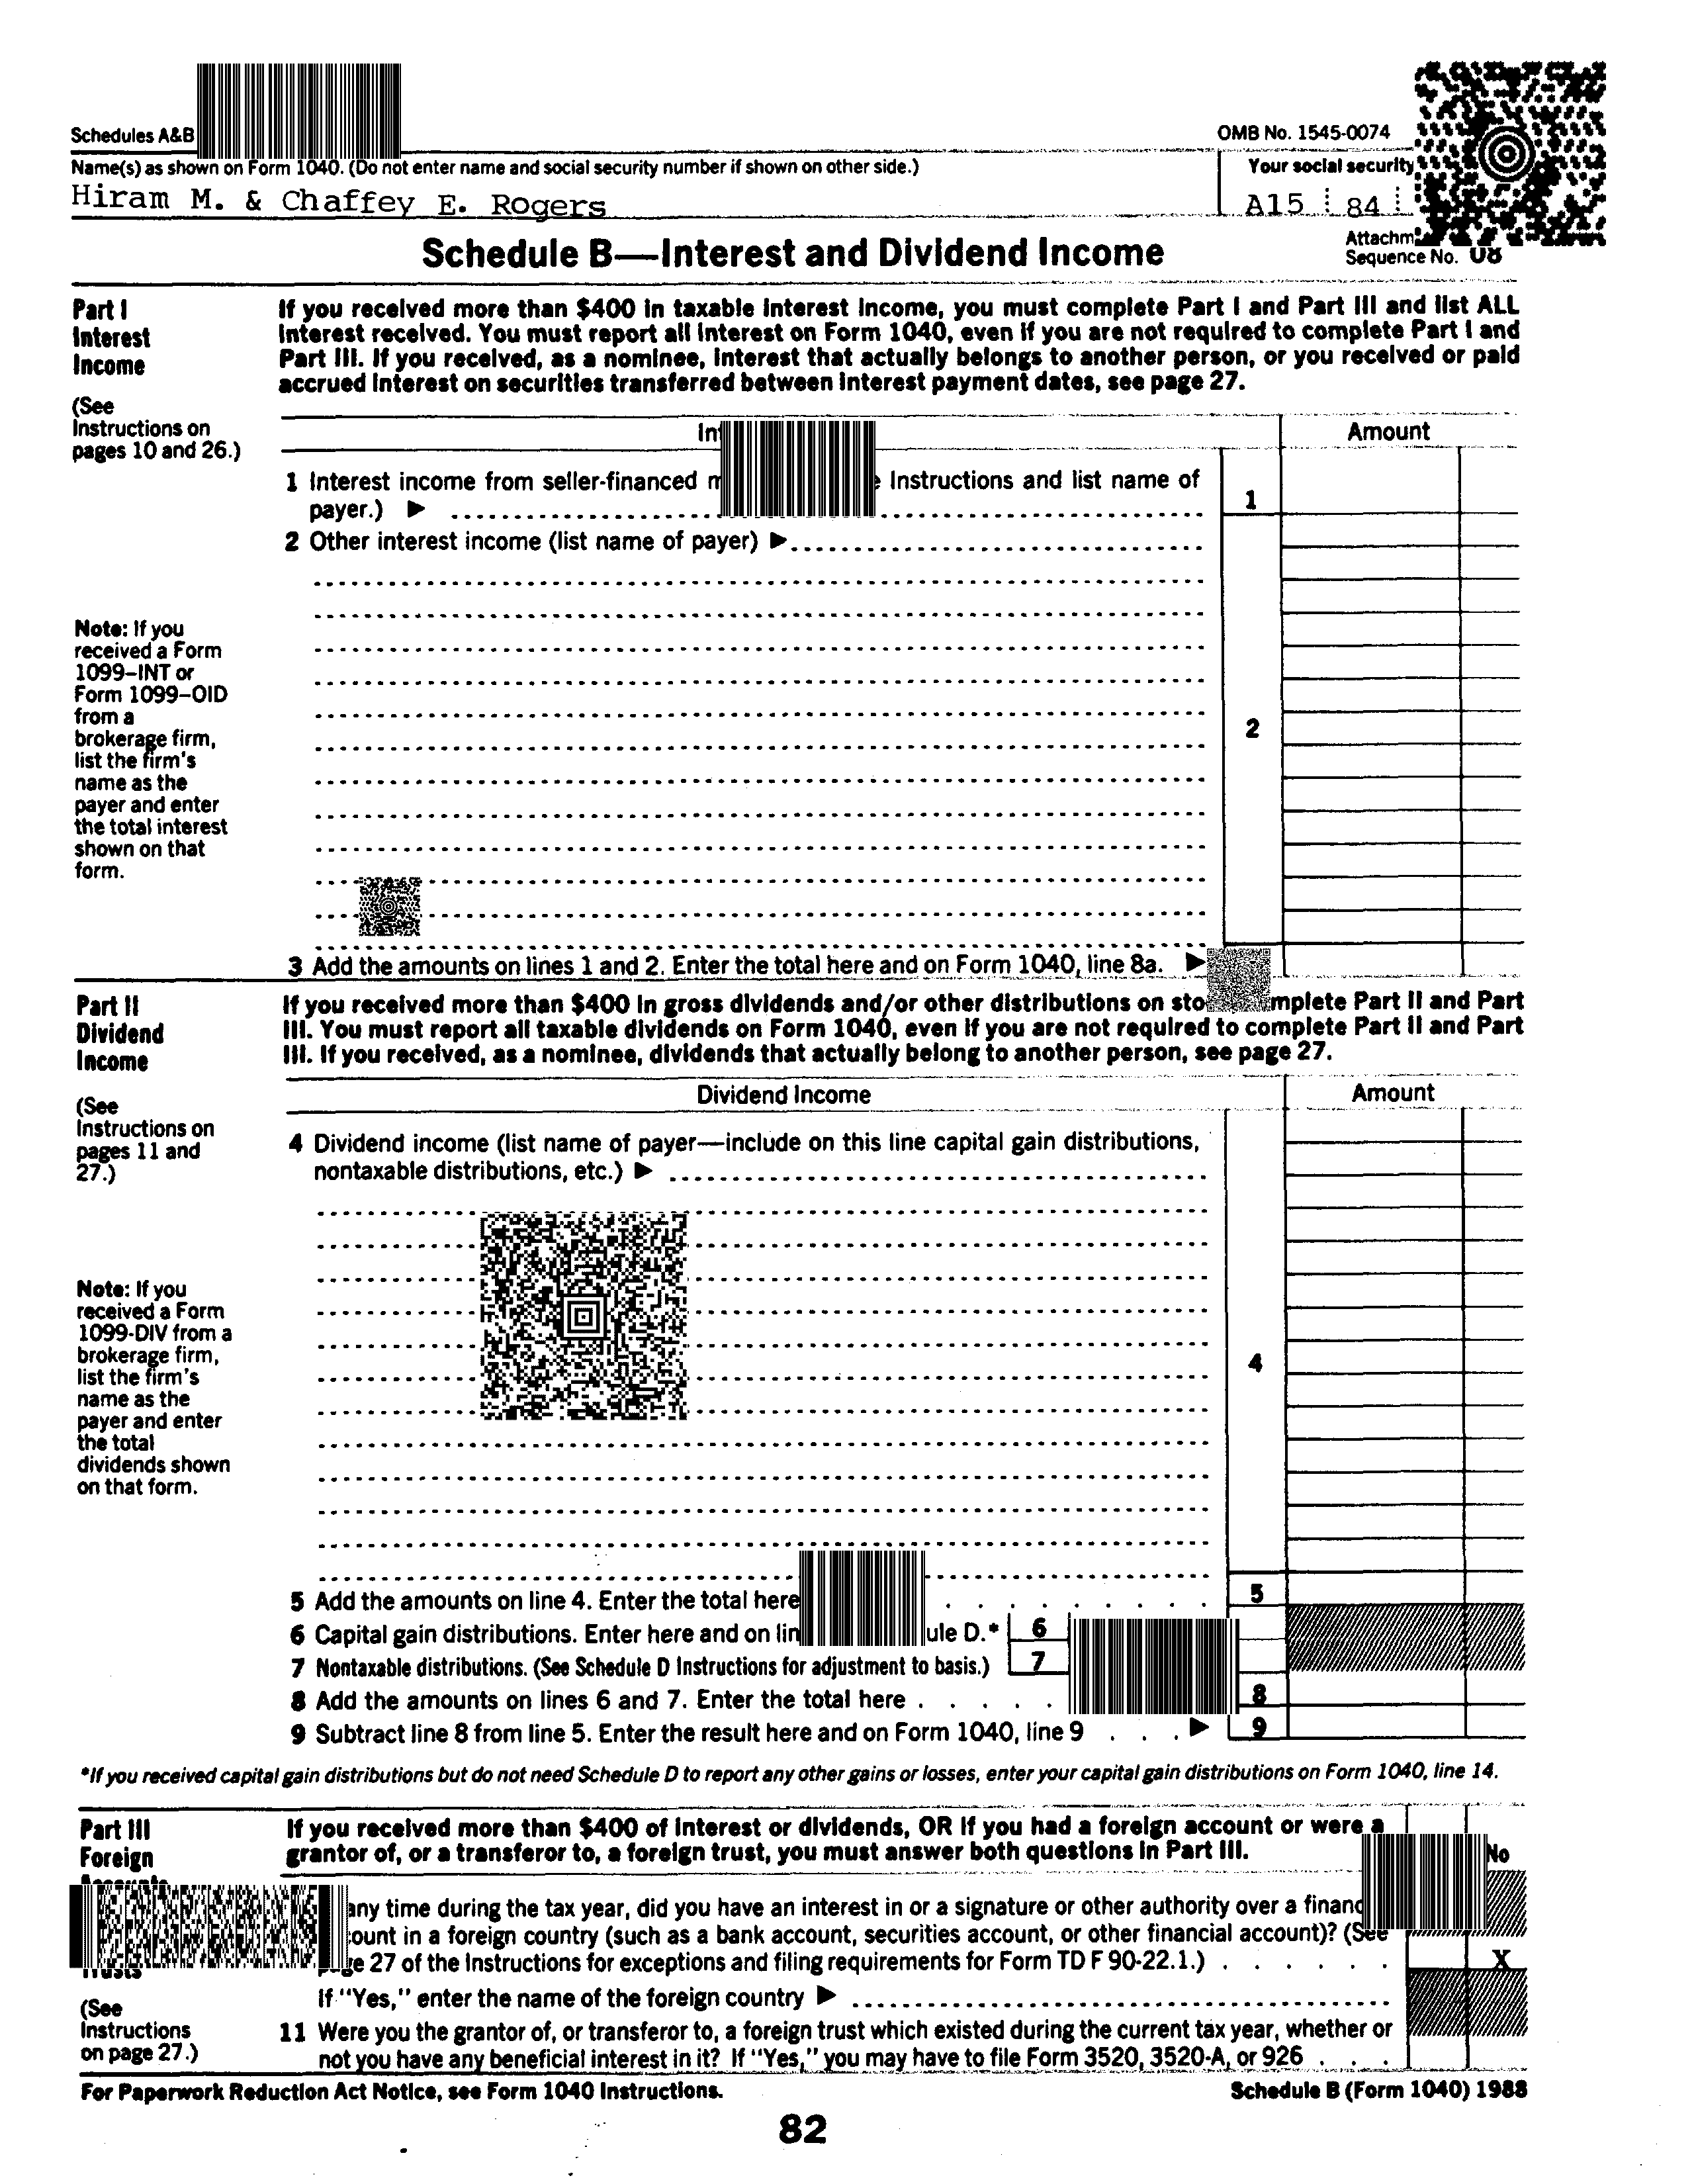 Schedules A&B
OMB No. 1545-0074
Name(s) as shown on Form 1040. (Do not enter name and social security number if shown on other side.)
Your social security
Hiram M. & Chaffey E. Rogers
A15 84
Schedule B—Interest and Dividend Income
Sequence No. 08
Part I
Interest
Income
(See
Instructions on
pages 10 and 26.)
If you received more than $400 in taxable interest income, you must complete Part I and Part III and list ALL
interest received. You must report all interest on Form 1040, even if you are not required to complete Part I and
Part III. If you received, as a nominee, interest that actually belongs to another person, or you received or paid
accrued interest on securities transferred between interest payment dates, see page 27.
Amount
1 Interest income from seller-financed Instructions and list name of
payer.) ▶
1
2 Other interest income (list name of payer) ▶
Note: If you
received a Form
1099–INT or
Form 1099–OID
from a
brokerage firm,
list the firm's
name as the
payer and enter
the total interest
shown on that
form.
2
3 Add the amounts on lines 1 and 2. Enter the total here and on Form 1040, line 8a. ▶
Part II
Dividend
Income
(See
Instructions on
pages 11 and
27.)
If you received more than $400 in gross dividends and/or other distributions on Part II and Part
III. You must report all taxable dividends on Form 1040, even if you are not required to complete Part II and Part
III. If you received, as a nominee, dividends that actually belong to another person, see page 27.
Dividend Income
Amount
4 Dividend income (list name of payer—include on this line capital gain distributions,
nontaxable distributions, etc.) ▶
Note: If you
received a Form
1099-DIV from a
brokerage firm,
list the firm's
name as the
payer and enter
the total
dividends shown
on that form.
4
5 Add the amounts on line 4. Enter the total here 5
6 Capital gain distributions. Enter here and on D.* 6
7 Nontaxable distributions. (See Schedule D Instructions for adjustment to basis.) 7
8 Add the amounts on lines 6 and 7. Enter the total here 8
9 Subtract line 8 from line 5. Enter the result here and on Form 1040, line 9 ▶ 9
*If you received capital gain distributions but do not need Schedule D to report any other gains or losses, enter your capital gain distributions on Form 1040, line 14.
Part III
Foreign
(See
Instructions
on page 27.)
If you received more than $400 of interest or dividends, OR if you had a foreign account or were a
grantor of, or a transferor to, a foreign trust, you must answer both questions in Part III.
No
any time during the tax year, did you have an interest in or a signature or other authority over a
in a foreign country (such as a bank account, securities account, or other financial account)? (See
27 of the Instructions for exceptions and filing requirements for Form TD F 90-22.1.) X
If "Yes," enter the name of the foreign country ▶
11 Were you the grantor of, or transferor to, a foreign trust which existed during the current tax year, whether or
not you have any beneficial interest in it? If "Yes," you may have to file Form 3520, 3520-A, or 926
For Paperwork Reduction Act Notice, see Form 1040 Instructions.
Schedule B (Form 1040) 1988
82